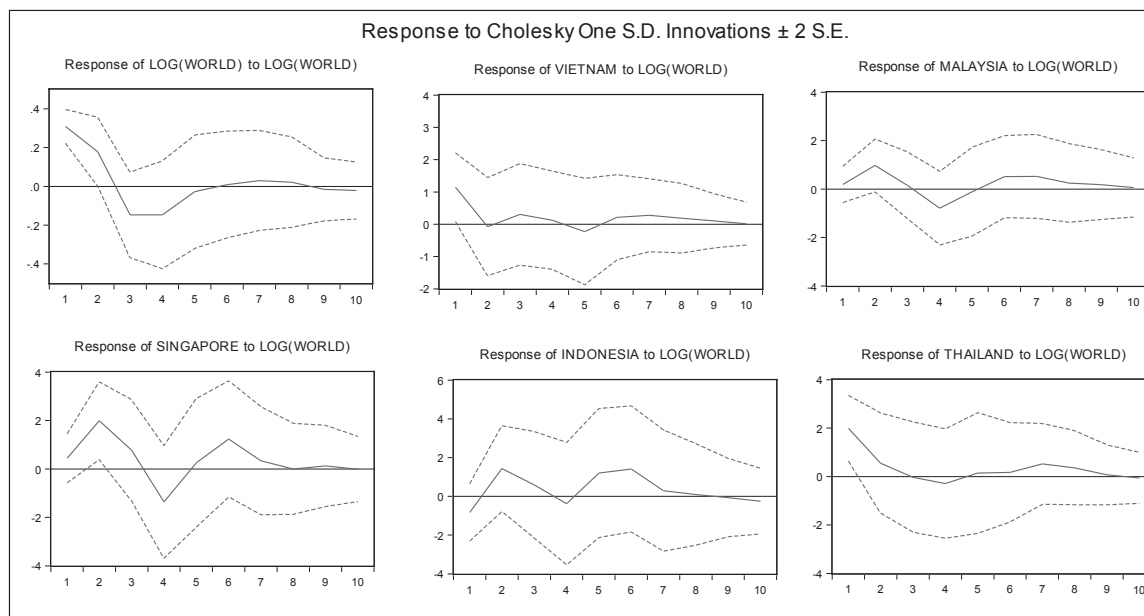 Response to Cholesky One S.D. Innovations ± 2 S.E.
Response of LOG(WORLD) to LOG(WORLD)
.4
.2
.0
-.2
-.4
1 2 3 4 5 6 7 8 9 10
Response of VIETNAM to LOG(WORLD)
4
3
2
1
0
-1
-2
1 2 3 4 5 6 7 8 9 10
Response of MALAYSIA to LOG(WORLD)
4
2
0
-2
-4
1 2 3 4 5 6 7 8 9 10
Response of SINGAPORE to LOG(WORLD)
4
2
0
-2
-4
1 2 3 4 5 6 7 8 9 10
Response of INDONESIA to LOG(WORLD)
6
4
2
0
-2
-4
1 2 3 4 5 6 7 8 9 10
Response of THAILAND to LOG(WORLD)
4
2
0
-2
-4
1 2 3 4 5 6 7 8 9 10